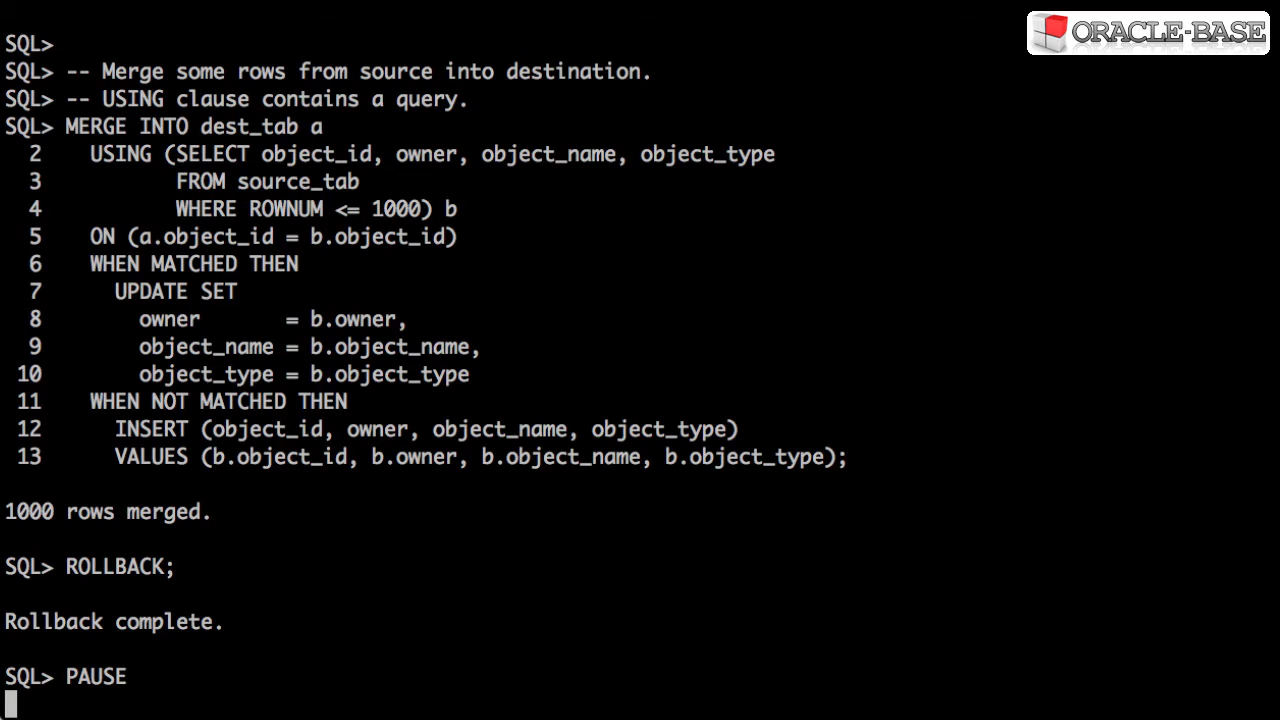 ORACLE-BASE
SQL>
SQL> -- Merge some rows from source into destination.
SQL> -- USING clause contains a query.
SQL> MERGE INTO dest_tab a
  2    USING (SELECT object_id, owner, object_name, object_type
  3           FROM source_tab
  4           WHERE ROWNUM <= 1000) b
  5    ON (a.object_id = b.object_id)
  6    WHEN MATCHED THEN
  7      UPDATE SET
  8        owner       = b.owner,
  9        object_name = b.object_name,
 10        object_type = b.object_type
 11    WHEN NOT MATCHED THEN
 12      INSERT (object_id, owner, object_name, object_type)
 13      VALUES (b.object_id, b.owner, b.object_name, b.object_type);
1000 rows merged.
SQL> ROLLBACK;
Rollback complete.
SQL> PAUSE